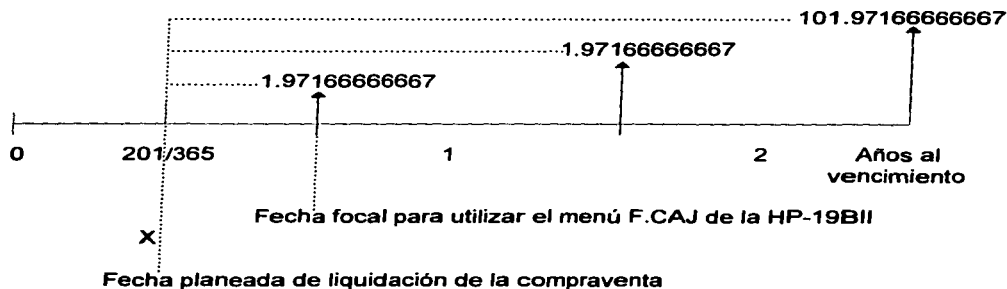 101.97166666667
1.97166666667
1.97166666667
0 201/365 1 2 Años al
vencimiento
Fecha focal para utilizar el menú F.CAJ de la HP-19BII
X
Fecha planeada de liquidación de la compraventa